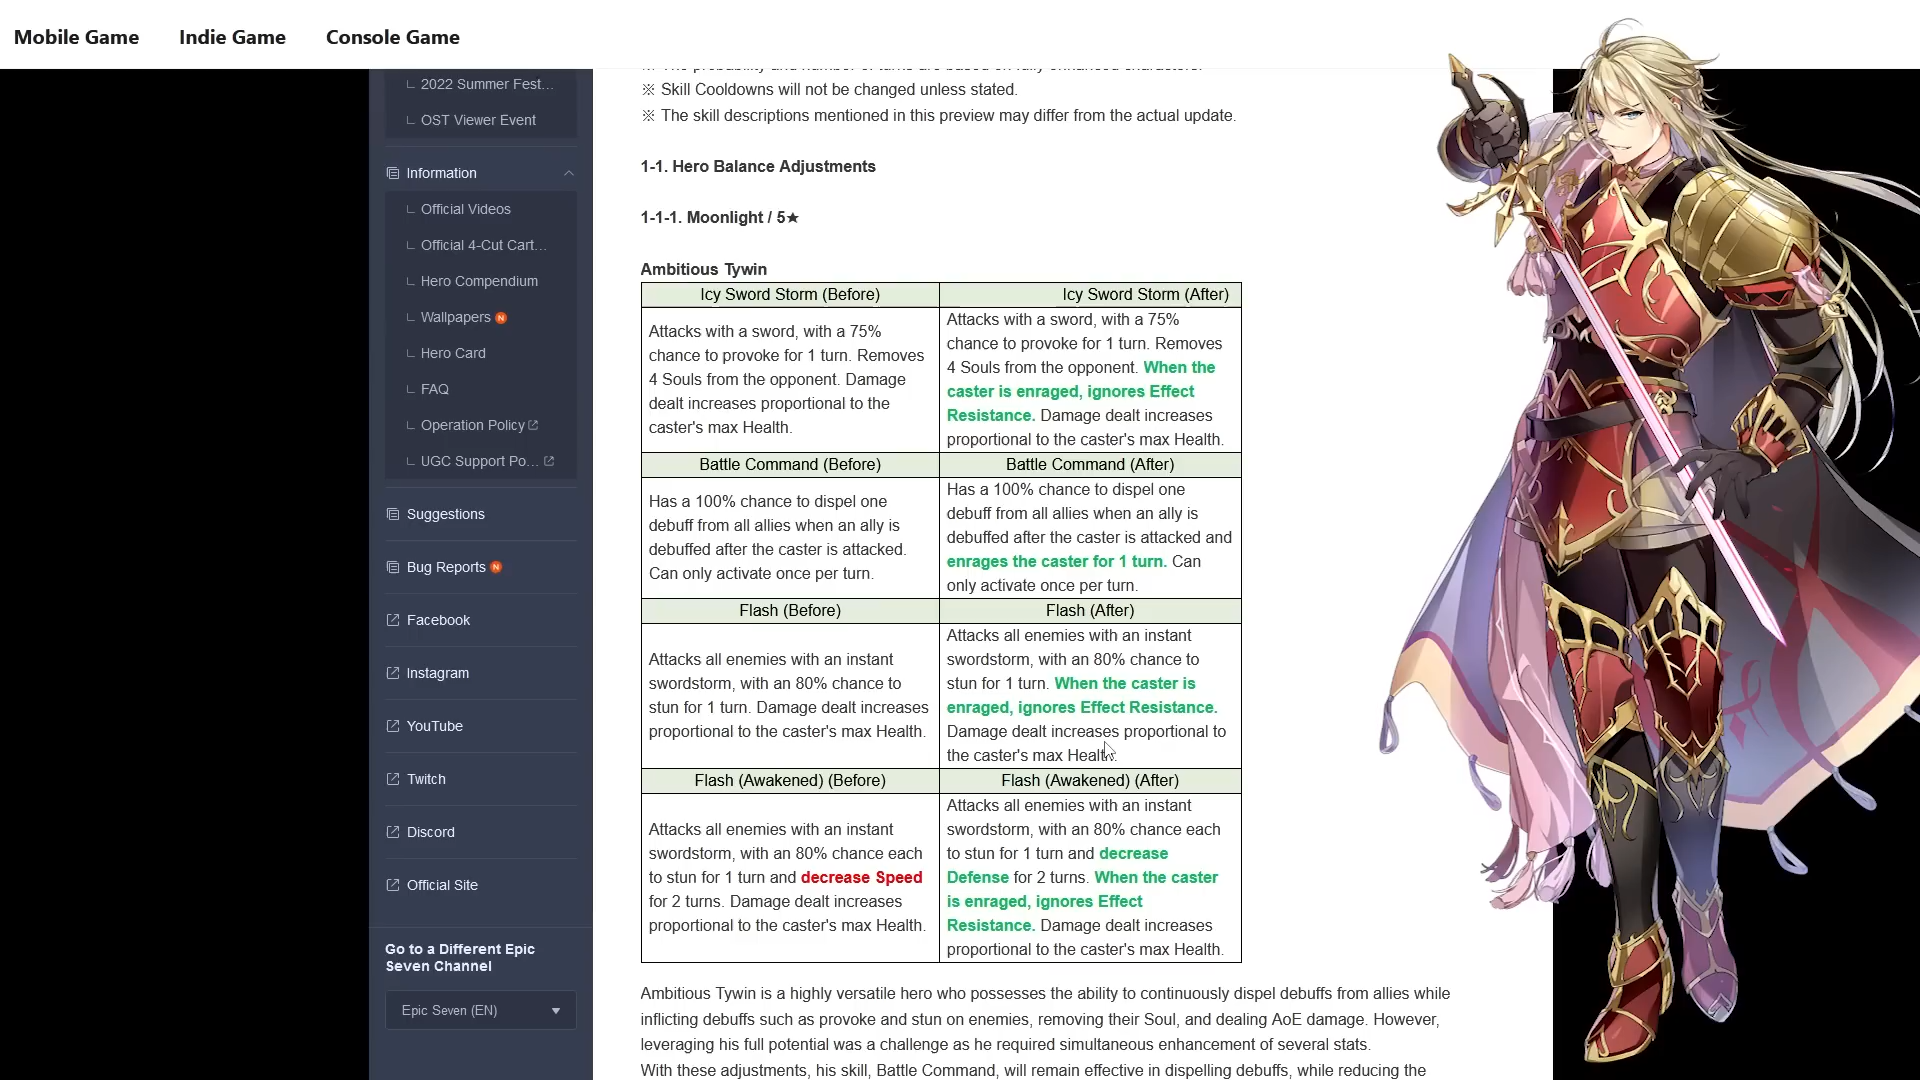 Mobile Game
Indie Game
Console Game
2022 Summer Fest...
OST Viewer Event
Information
Official Videos
Official 4-Cut Cart...
Hero Compendium
Wallpapers N
Hero Card
FAQ
Operation Policy
UGC Support Po...
Suggestions
Bug Reports N
Facebook
Instagram
YouTube
Twitch
Discord
Official Site
Go to a Different Epic
Seven Channel
Epic Seven (EN)
※ The probability and number of turns are based on fully enhanced characters.
※ Skill Cooldowns will not be changed unless stated.
※ The skill descriptions mentioned in this preview may differ from the actual update.
1-1. Hero Balance Adjustments
1-1-1. Moonlight / 5★
Ambitious Tywin
Icy Sword Storm (Before)
Icy Sword Storm (After)
Attacks with a sword, with a 75%
chance to provoke for 1 turn. Removes
4 Souls from the opponent. Damage
dealt increases proportional to the
caster's max Health.
Attacks with a sword, with a 75%
chance to provoke for 1 turn. Removes
4 Souls from the opponent. When the
caster is enraged, ignores Effect
Resistance. Damage dealt increases
proportional to the caster's max Health.
Battle Command (Before)
Battle Command (After)
Has a 100% chance to dispel one
debuff from all allies when an ally is
debuffed after the caster is attacked.
Can only activate once per turn.
Has a 100% chance to dispel one
debuff from all allies when an ally is
debuffed after the caster is attacked and
enrages the caster for 1 turn. Can
only activate once per turn.
Flash (Before)
Flash (After)
Attacks all enemies with an instant
swordstorm, with an 80% chance to
stun for 1 turn. Damage dealt increases
proportional to the caster's max Health.
Attacks all enemies with an instant
swordstorm, with an 80% chance to
stun for 1 turn. When the caster is
enraged, ignores Effect Resistance.
Damage dealt increases proportional to
the caster's max Health.
Flash (Awakened) (Before)
Flash (Awakened) (After)
Attacks all enemies with an instant
swordstorm, with an 80% chance each
to stun for 1 turn and decrease Speed
for 2 turns. Damage dealt increases
proportional to the caster's max Health.
Attacks all enemies with an instant
swordstorm, with an 80% chance each
to stun for 1 turn and decrease
Defense for 2 turns. When the caster
is enraged, ignores Effect
Resistance. Damage dealt increases
proportional to the caster's max Health.
Ambitious Tywin is a highly versatile hero who possesses the ability to continuously dispel debuffs from allies while
inflicting debuffs such as provoke and stun on enemies, removing their Soul, and dealing AoE damage. However,
leveraging his full potential was a challenge as he required simultaneous enhancement of several stats.
With these adjustments, his skill, Battle Command, will remain effective in dispelling debuffs, while reducing the